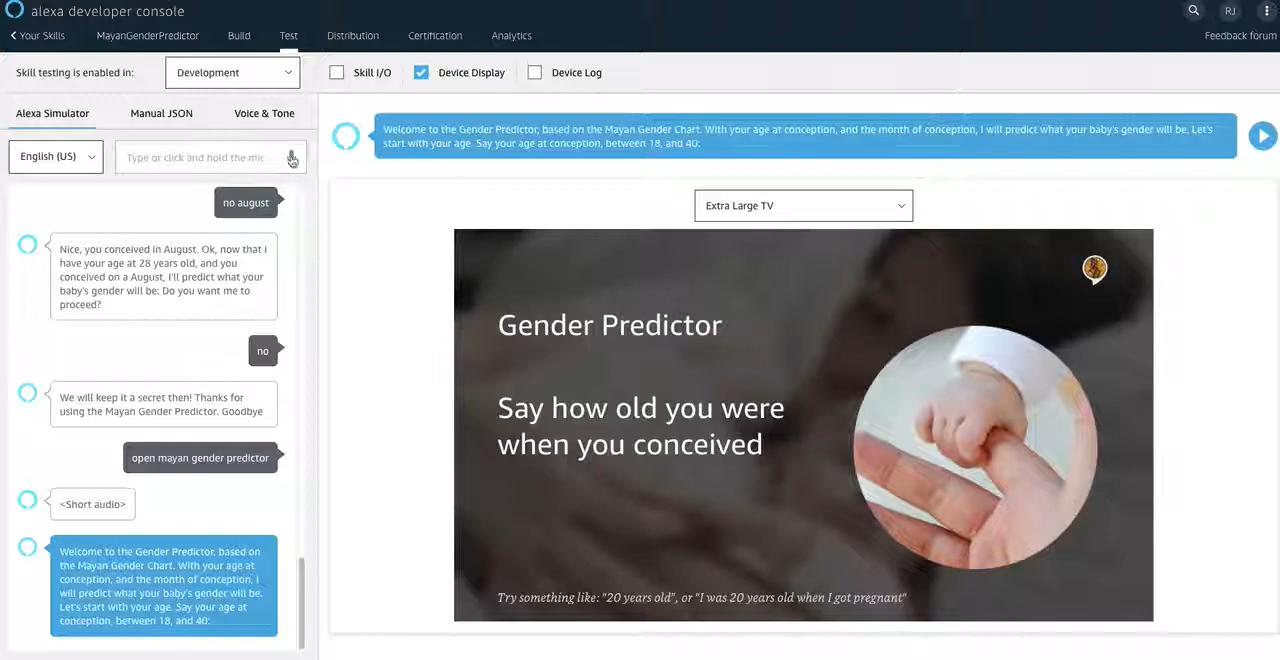 alexa developer console
RJ
Your Skills
MayanGenderPredictor
Build
Test
Distribution
Certification
Analytics
Feedback forum
Skill testing is enabled in:
Development
Skill I/O
Device Display
Device Log
Alexa Simulator
Manual JSON
Voice & Tone
English (US)
Type or click and hold the mic
no august
Nice, you conceived in August. Ok, now that I
have your age at 28 years old, and you
conceived on a August, I'll predict what your
baby's gender will be: Do you want me to
proceed?
no
We will keep it a secret then! Thanks for
using the Mayan Gender Predictor. Goodbye
open mayan gender predictor
<Short audio>
Welcome to the Gender Predictor, based on
the Mayan Gender Chart. With your age at
conception, and the month of conception, I
will predict what your baby's gender will be.
Let's start with your age. Say your age at
conception, between 18, and 40:
Welcome to the Gender Predictor, based on the Mayan Gender Chart. With your age at conception, and the month of conception, I will predict what your baby's gender will be. Let's
start with your age. Say your age at conception, between 18, and 40:
Extra Large TV
Gender Predictor
Say how old you were
when you conceived
Try something like: "20 years old", or "I was 20 years old when I got pregnant"